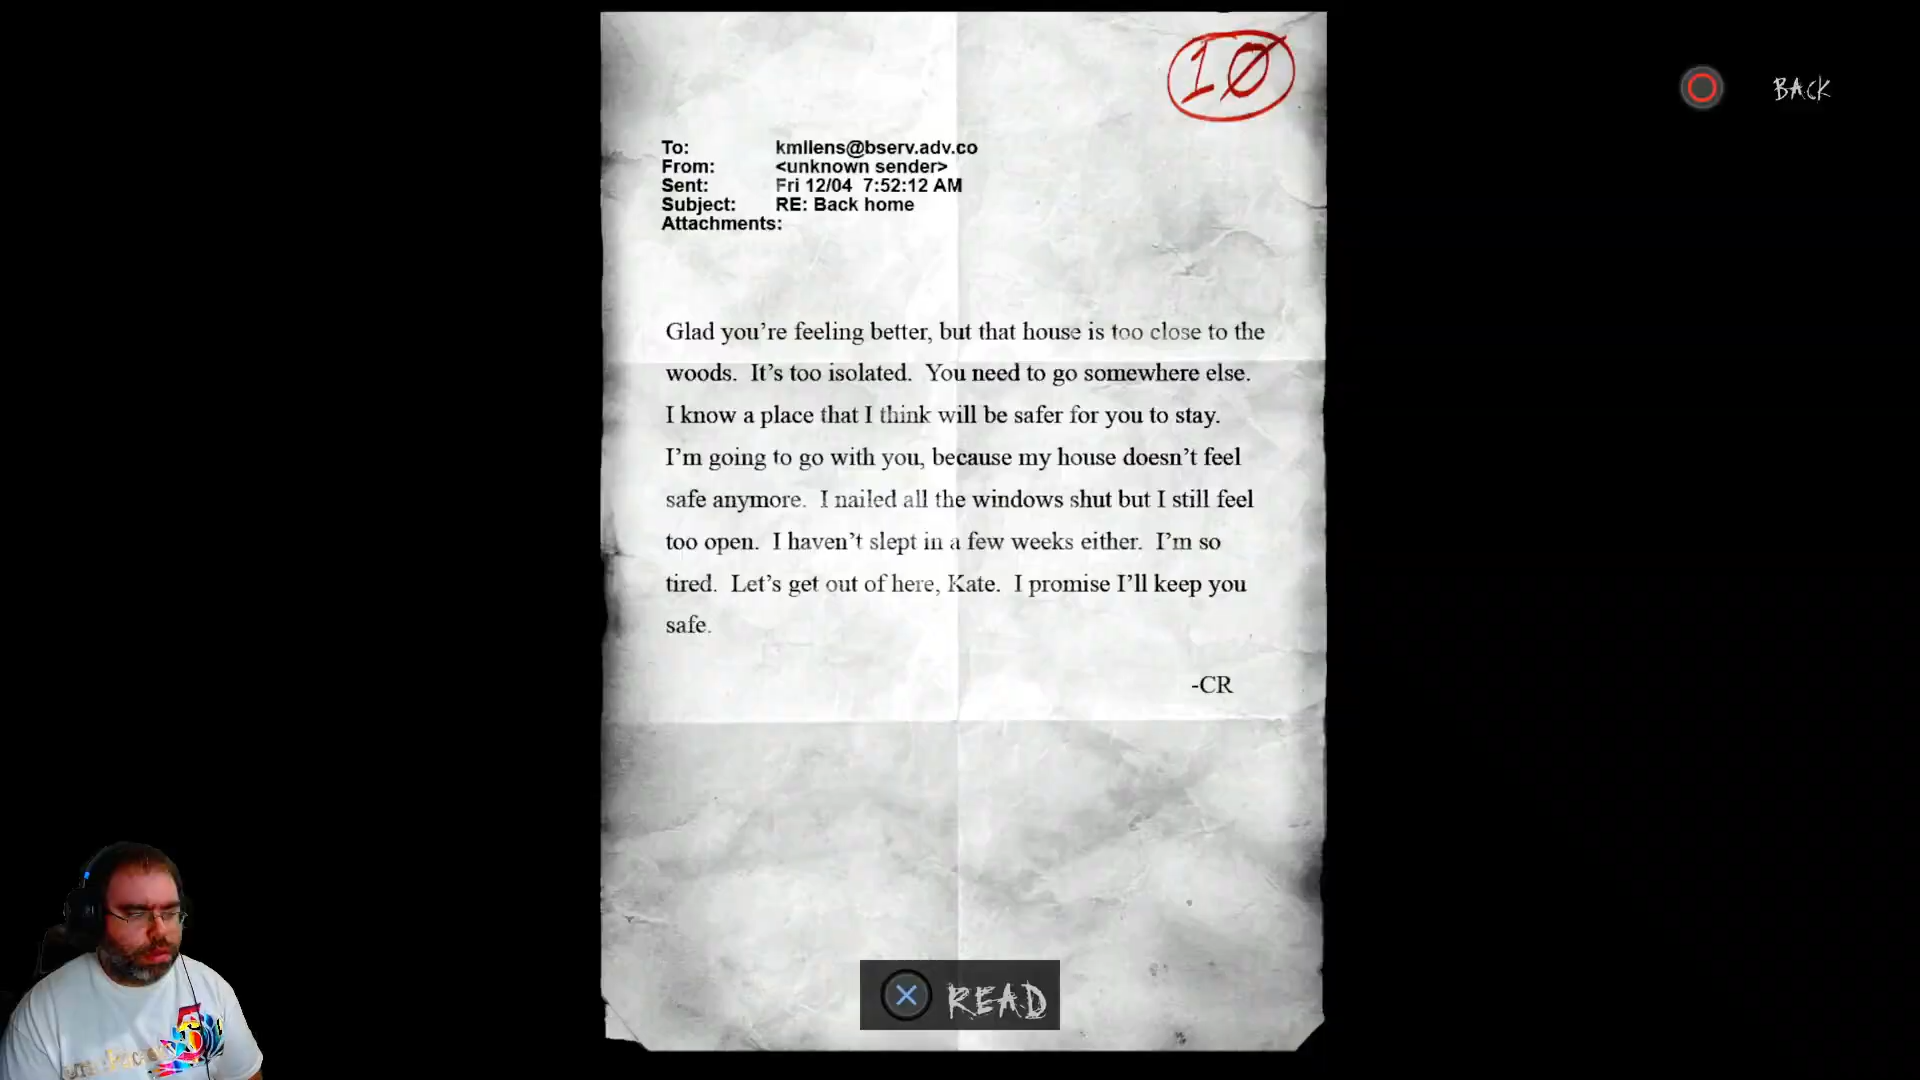 10
BACK
To: kmllens@bserv.adv.co
From: <unknown sender>
Sent: Fri 12/04 7:52:12 AM
Subject: RE: Back home
Attachments:
Glad you’re feeling better, but that house is too close to the
woods. It’s too isolated. You need to go somewhere else.
I know a place that I think will be safer for you to stay.
I’m going to go with you, because my house doesn’t feel
safe anymore. I nailed all the windows shut but I still feel
too open. I haven’t slept in a few weeks either. I’m so
tired. Let’s get out of here, Kate. I promise I’ll keep you
safe.
-CR
READ